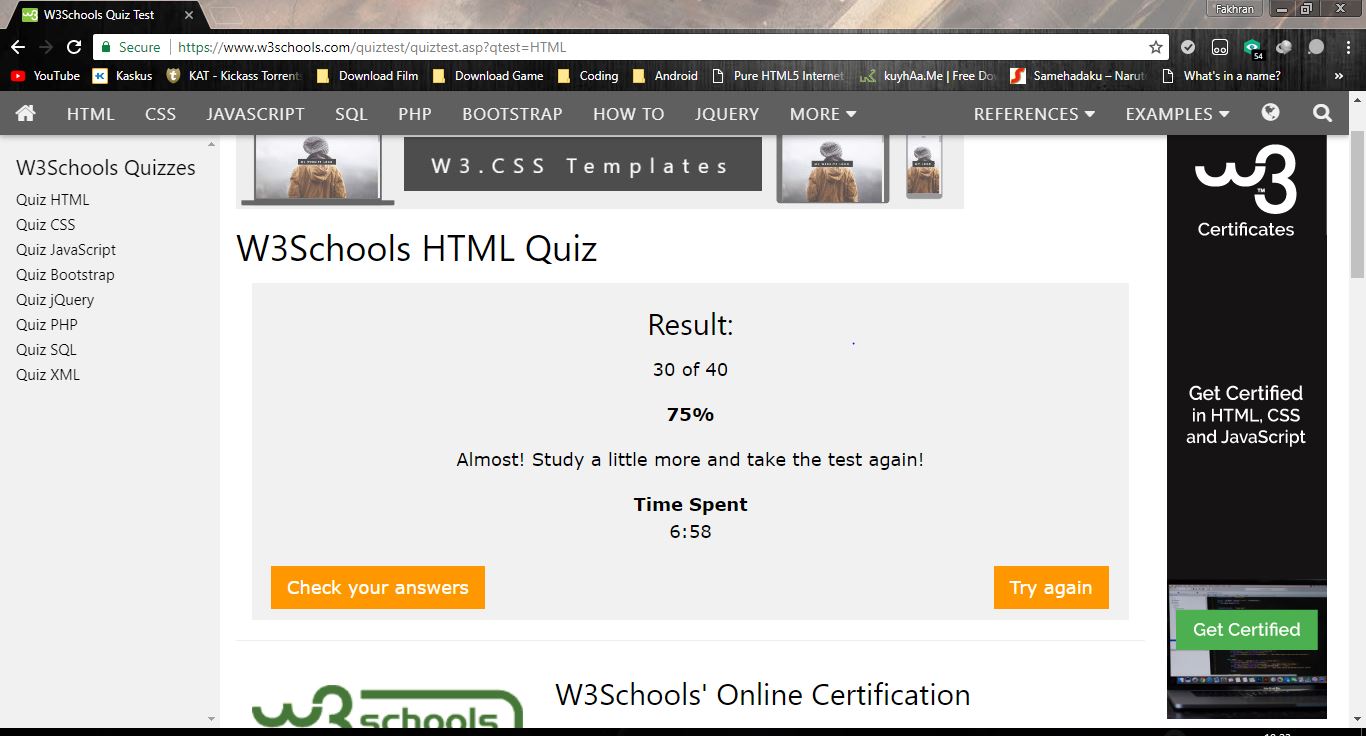 W3Schools Quiz Test
Fakhran
Secure
https://www.w3schools.com/quiztest/quiztest.asp?qtest=HTML
54
YouTube
Kaskus
KAT - Kickass Torrent
Download Film
Download Game
Coding
Android
Pure HTML5 Internet
kuyhAa.Me | Free Do
Samehadaku – Narut
What's in a name?
»
HTML
CSS
JAVASCRIPT
SQL
PHP
BOOTSTRAP
HOW TO
JQUERY
MORE
REFERENCES
EXAMPLES
W3Schools Quizzes
Quiz HTML
Quiz CSS
Quiz JavaScript
Quiz Bootstrap
Quiz jQuery
Quiz PHP
Quiz SQL
Quiz XML
W3.CSS Templates
W3Schools HTML Quiz
Result:
30 of 40
75%
Almost! Study a little more and take the test again!
Time Spent
6:58
Check your answers
Try again
w3schools
W3Schools' Online Certification
w3
TM
Certificates
Get Certified
in HTML, CSS
and JavaScript
Get Certified